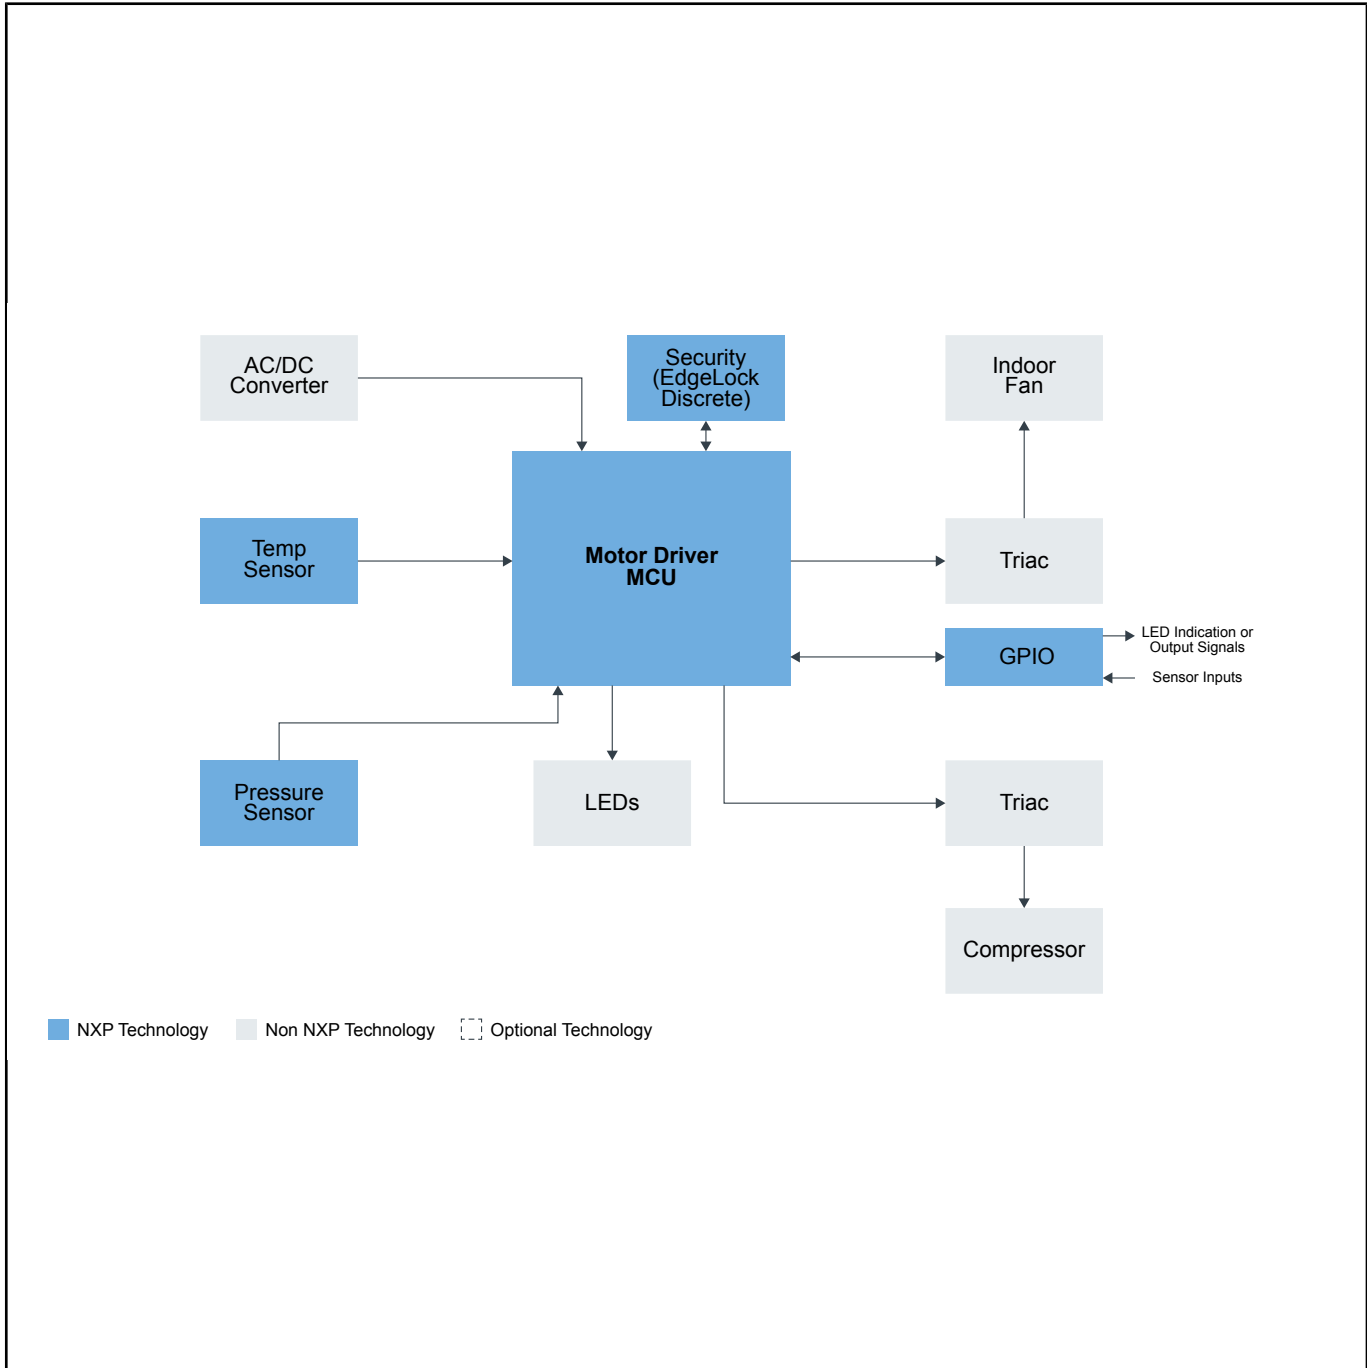 AC/DC
Converter
Security
(EdgeLock
Discrete)
Indoor
Fan
Temp
Sensor
Motor Driver
MCU
Triac
GPIO
LED Indication or
Output Signals
Sensor Inputs
Pressure
Sensor
LEDs
Triac
Compressor
NXP Technology
Non NXP Technology
Optional Technology